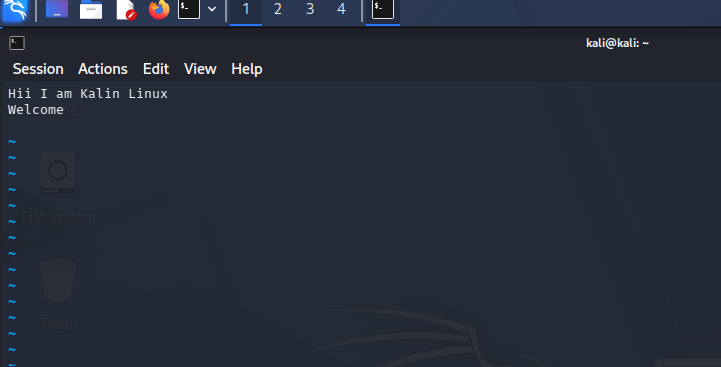 1 2 3 4
kali@kali: ~
Session Actions Edit View Help
Hii I am Kalin Linux
Welcome
~
~
~
~
~
File System
~
~
~
~
~
~
Trash
~
~
~